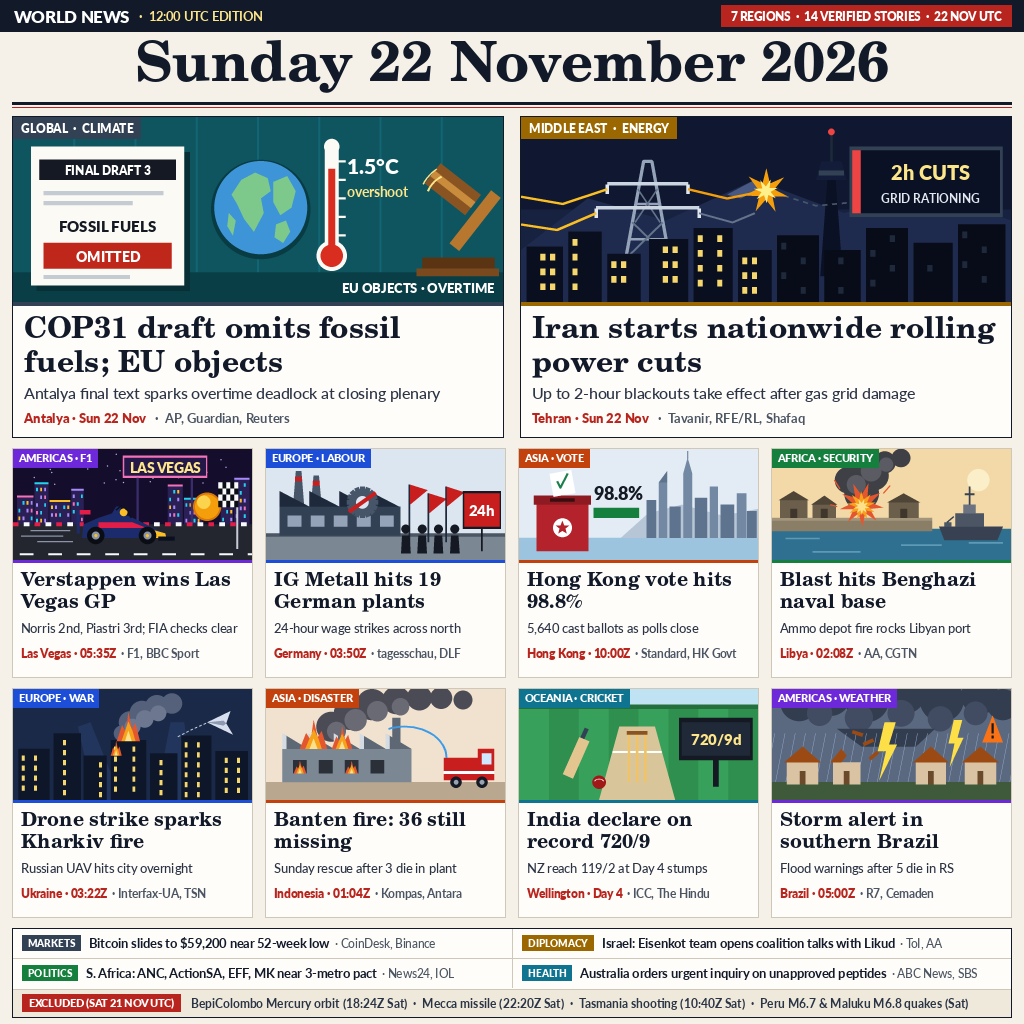 WORLD NEWS · 12:00 UTC EDITION
7 REGIONS · 14 VERIFIED STORIES · 22 NOV UTC
Sunday 22 November 2026
GLOBAL · CLIMATE
FINAL DRAFT 3
FOSSIL FUELS
OMITTED
1.5°C
overshoot
EU OBJECTS · OVERTIME
COP31 draft omits fossil
fuels; EU objects
Antalya final text sparks overtime deadlock at closing plenary
Antalya · Sun 22 Nov · AP, Guardian, Reuters
MIDDLE EAST · ENERGY
2h CUTS
GRID RATIONING
Iran starts nationwide rolling
power cuts
Up to 2-hour blackouts take effect after gas grid damage
Tehran · Sun 22 Nov · Tavanir, RFE/RL, Shafaq
AMERICAS · F1
LAS VEGAS
Verstappen wins Las
Vegas GP
Norris 2nd, Piastri 3rd; FIA checks clear
Las Vegas · 05:35Z · F1, BBC Sport
EUROPE · LABOUR
24h
IG Metall hits 19
German plants
24-hour wage strikes across north
Germany · 03:50Z · tagesschau, DLF
ASIA · VOTE
98.8%
Hong Kong vote hits
98.8%
5,640 cast ballots as polls close
Hong Kong · 10:00Z · Standard, HK Govt
AFRICA · SECURITY
Blast hits Benghazi
naval base
Ammo depot fire rocks Libyan port
Libya · 02:08Z · AA, CGTN
EUROPE · WAR
Drone strike sparks
Kharkiv fire
Russian UAV hits city overnight
Ukraine · 03:22Z · Interfax-UA, TSN
ASIA · DISASTER
Banten fire: 36 still
missing
Sunday rescue after 3 die in plant
Indonesia · 01:04Z · Kompas, Antara
OCEANIA · CRICKET
720/9d
India declare on
record 720/9
NZ reach 119/2 at Day 4 stumps
Wellington · Day 4 · ICC, The Hindu
AMERICAS · WEATHER
!
Storm alert in
southern Brazil
Flood warnings after 5 die in RS
Brazil · 05:00Z · R7, Cemaden
MARKETS Bitcoin slides to $59,200 near 52-week low · CoinDesk, Binance
DIPLOMACY Israel: Eisenkot team opens coalition talks with Likud · ToI, AA
POLITICS S. Africa: ANC, ActionSA, EFF, MK near 3-metro pact · News24, IOL
HEALTH Australia orders urgent inquiry on unapproved peptides · ABC News, SBS
EXCLUDED (SAT 21 NOV UTC) BepiColombo Mercury orbit (18:24Z Sat) · Mecca missile (22:20Z Sat) · Tasmania shooting (10:40Z Sat) · Peru M6.7 & Maluku M6.8 quakes (Sat)